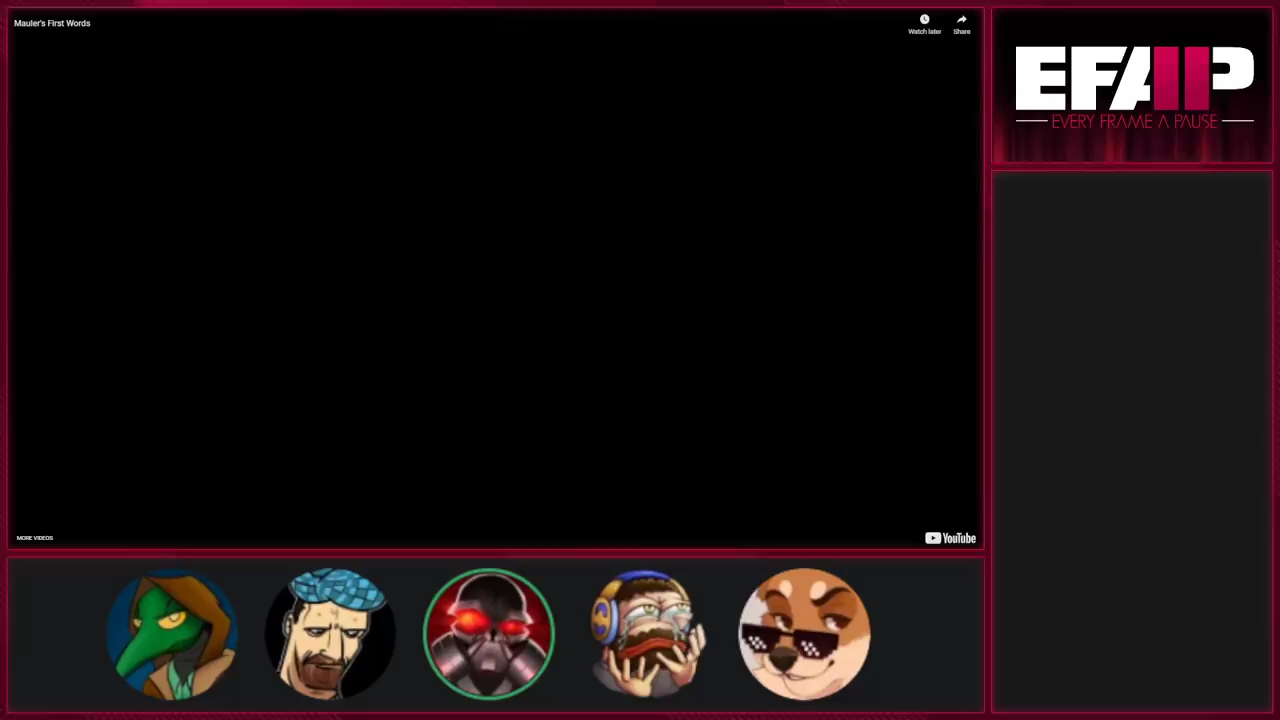 Mauler's First Words
Watch later
Share
EFAP
EVERY FRAME A PAUSE
MORE VIDEOS
YouTube